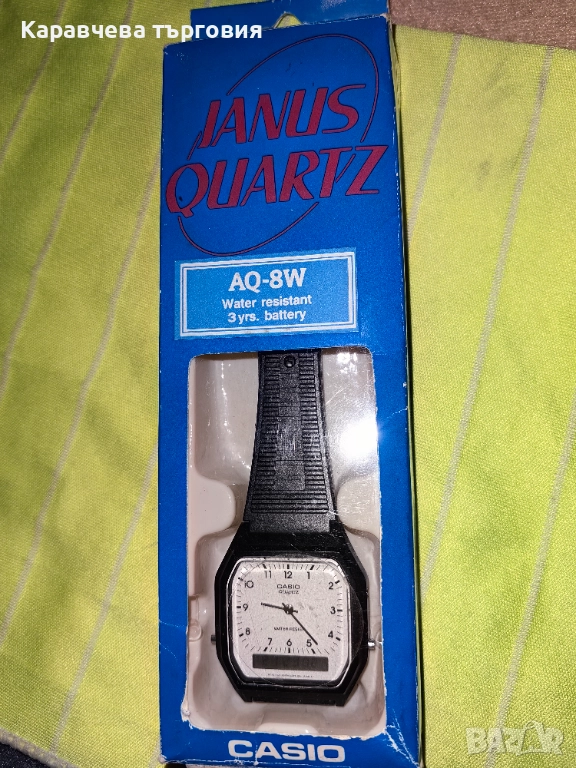 Каравчева търговия
JANUS
QUARTZ
AQ-8W
Water resistant
3 yrs. battery
11 12 1
10 2
9 3
8 4
7 6 5
CASIO
QUARTZ
WATER RESIST
CASIO
BAZAR